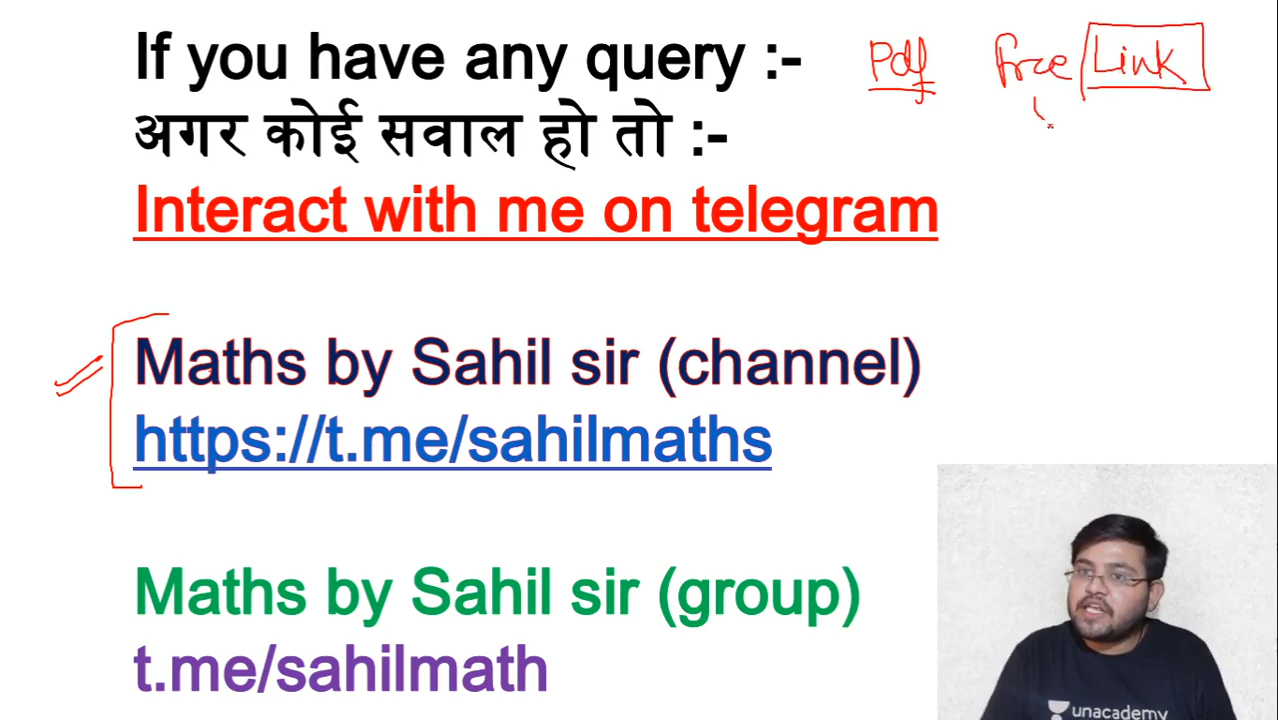 If you have any query :-
Pdf free Link
अगर कोई सवाल हो तो :-
Interact with me on telegram
Maths by Sahil sir (channel)
https://t.me/sahilmaths
Maths by Sahil sir (group)
t.me/sahilmath
unacademy